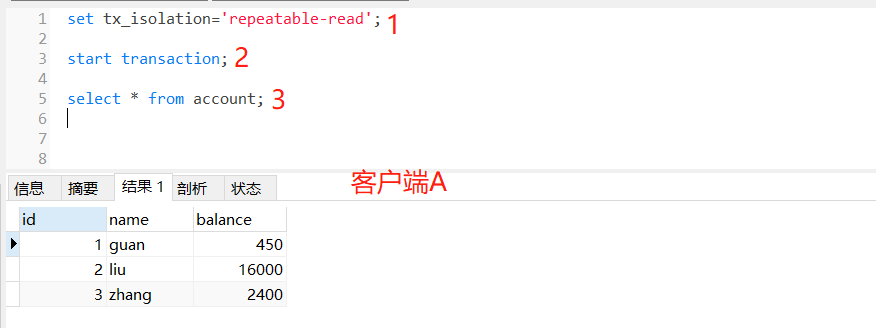 1 set tx_isolation='repeatable-read'; 1
2
3 start transaction; 2
4
5 select * from account; 3
6
7
8
客户端A
信息 摘要 结果 1 剖析 状态
id name balance
1 guan 450
2 liu 16000
3 zhang 2400